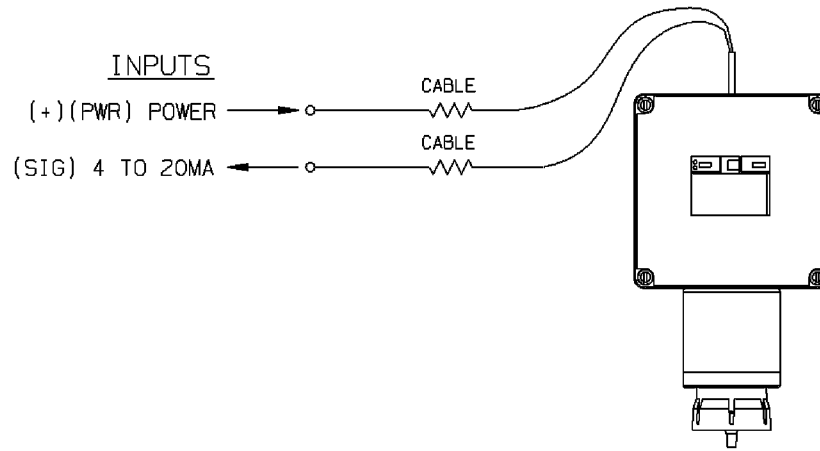 INPUTS
CABLE
(+)(PWR) POWER
CABLE
(SIG) 4 TO 20MA